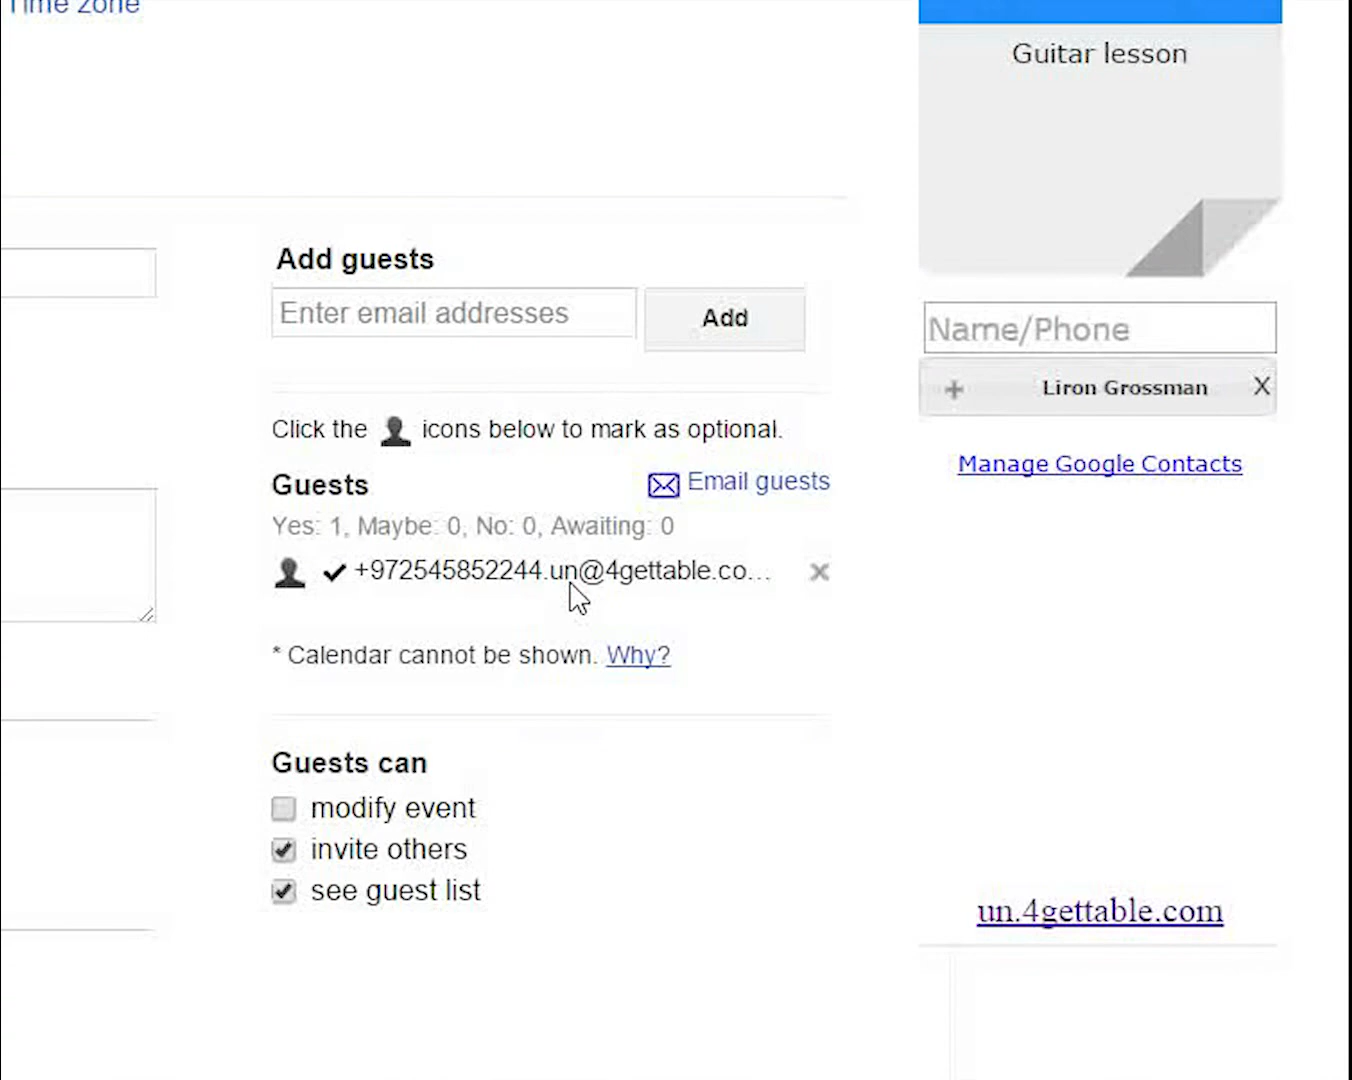 Time zone
Guitar lesson
Add guests
Enter email addresses
Add
Name/Phone
+ Liron Grossman X
Click the icons below to mark as optional.
Manage Google Contacts
Guests
Email guests
Yes: 1, Maybe: 0, No: 0, Awaiting: 0
+972545852244.un@4gettable.co...
* Calendar cannot be shown. Why?
Guests can
modify event
invite others
see guest list
un.4gettable.com